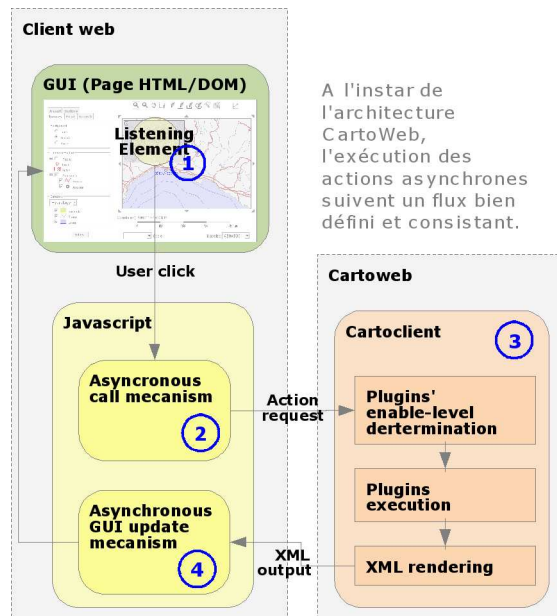 Client web
GUI (Page HTML/DOM)
Listening
Element
1
A l'instar de
l'architecture
CartoWeb,
l'exécution des
actions asynchrones
suivent un flux bien
défini et consistant.
User click
Javascript
Asyncronous
call mecanism
2
Action
request
Cartoweb
Cartoclient
3
Plugins'
enable-level
dertermination
Plugins
execution
XML rendering
XML
output
Asynchronous
GUI update
mecanism
4